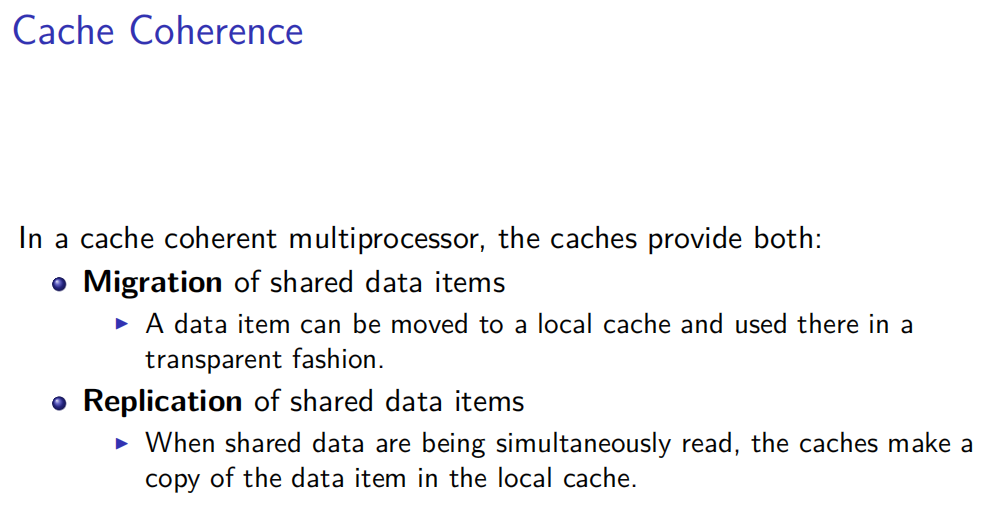 Cache Coherence
In a cache coherent multiprocessor, the caches provide both:
Migration of shared data items
A data item can be moved to a local cache and used there in a
transparent fashion.
Replication of shared data items
When shared data are being simultaneously read, the caches make a
copy of the data item in the local cache.